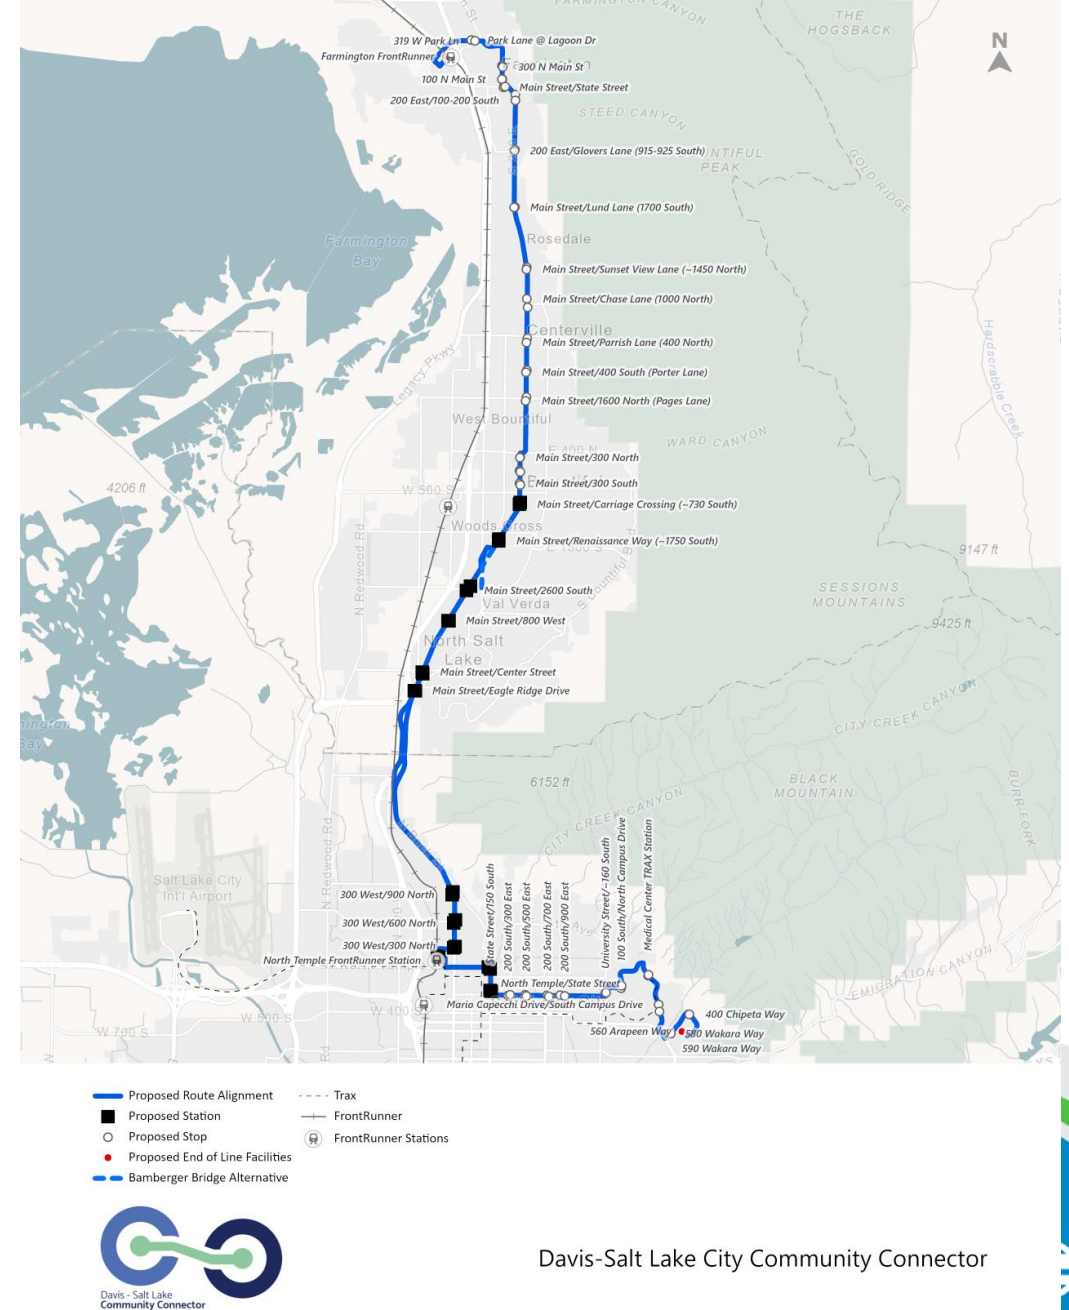 FARMINGTON CANYON
THE
HOGSBACK
N
319 W Park Ln
Park Lane @ Lagoon Dr
Farmington FrontRunner
300 N Main St
100 N Main St
Main Street/State Street
200 East/100-200 South
STEED CANYON
200 East/Glovers Lane (915-925 South)
PEAK
GOLD RIDGE
Main Street/Lund Lane (1700 South)
Farmington
Bay
Rosedale
Main Street/Sunset View Lane (~1450 North)
Main Street/Chase Lane (1000 North)
Centerville
Main Street/Parrish Lane (400 North)
Hardscrabble Creek
Legacy Pkwy
Main Street/400 South (Porter Lane)
Main Street/1600 North (Pages Lane)
West Bountiful
WARD CANYON
E 400 N
Main Street/300 North
W 500 S
Main Street/300 South
4206 ft
Main Street/Carriage Crossing (~730 South)
Woods Cross
Main Street/Renaissance Way (~1750 South)
E 1500 S
9147 ft
N Redwood Rd
S Bountiful Blvd
Main Street/2600 South
Val Verda
SESSIONS
MOUNTAINS
Main Street/800 West
9425 ft
North Salt
Lake
Main Street/Center Street
Main Street/Eagle Ridge Drive
CITY CREEK CANYON
Bay
6152 ft
BLACK
MOUNTAIN
BURR FORK
CITY CREEK CANYON
N Redwood Rd
Salt Lake City
Int'l Airport
300 West/900 North
300 West/600 North
300 West/300 North
North Temple FrontRunner Station
State Street/150 South
200 South/300 East
200 South/500 East
200 South/700 East
200 South/900 East
University Street/~160 South
100 South/North Campus Drive
Medical Center TRAX Station
North Temple/State Street
EMIGRATION CANYON
Mario Capecchi Drive/South Campus Drive
W 400 S
W 500 S
W 700 S
400 Chipeta Way
560 Arapeen Way
580 Wakara Way
590 Wakara Way
Proposed Route Alignment
Proposed Station
Proposed Stop
Proposed End of Line Facilities
Bamberger Bridge Alternative
Trax
FrontRunner
FrontRunner Stations
Davis - Salt Lake
Community Connector
Davis-Salt Lake City Community Connector